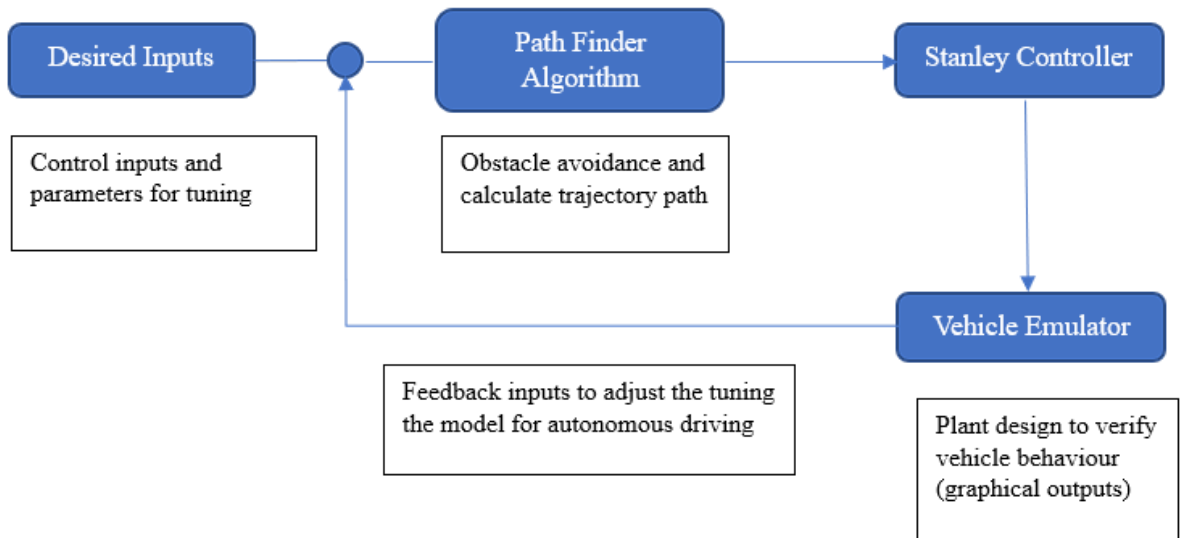 Desired Inputs
Path Finder
Algorithm
Stanley Controller
Control inputs and
parameters for tuning
Obstacle avoidance and
calculate trajectory path
Vehicle Emulator
Feedback inputs to adjust the tuning
the model for autonomous driving
Plant design to verify
vehicle behaviour
(graphical outputs)